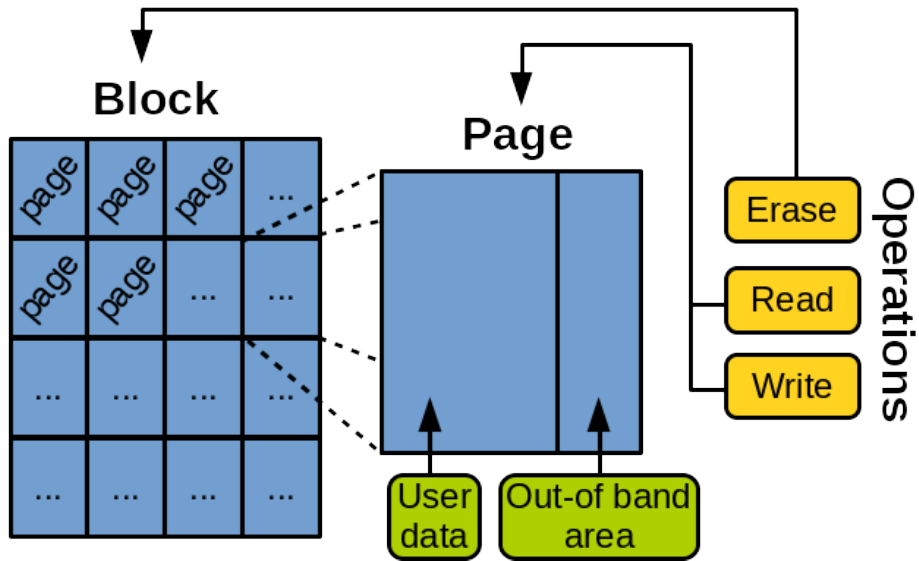 Block
Page
page page page ...
page page ... ...
... ... ... ...
... ... ... ...
Erase
Read
Write
Operations
User
data
Out-of band
area